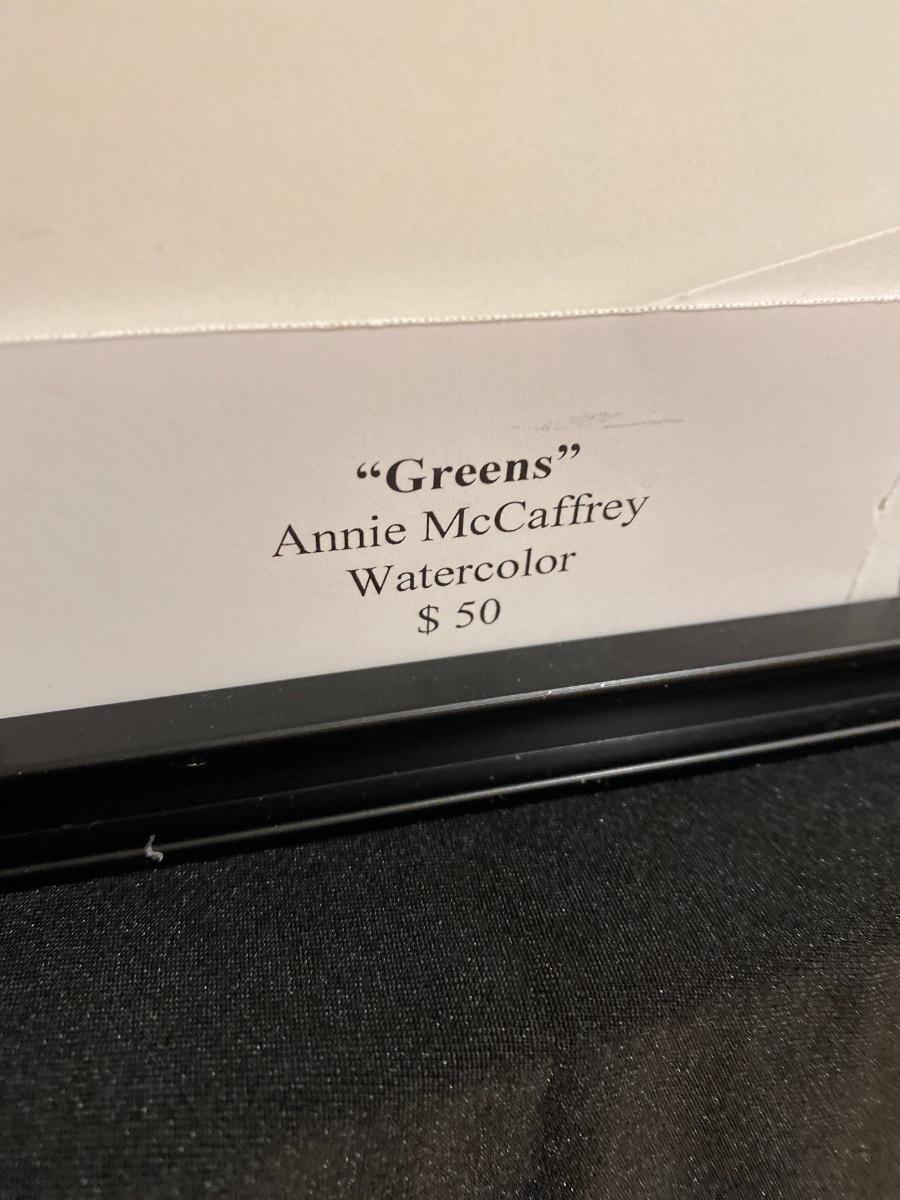 “Greens”
Annie McCaffrey
Watercolor
$ 50